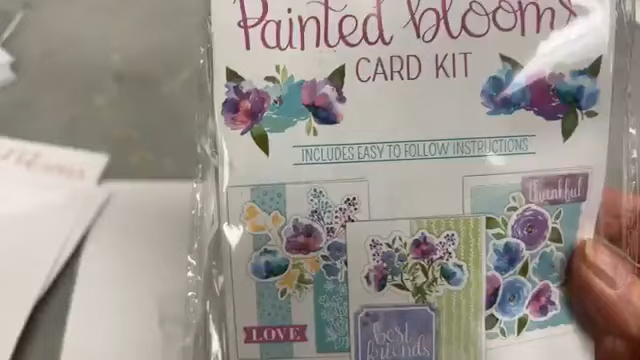 Painted blooms
CARD KIT
INCLUDES EASY TO FOLLOW INSTRUCTIONS
thankful
LOVE
best
friends